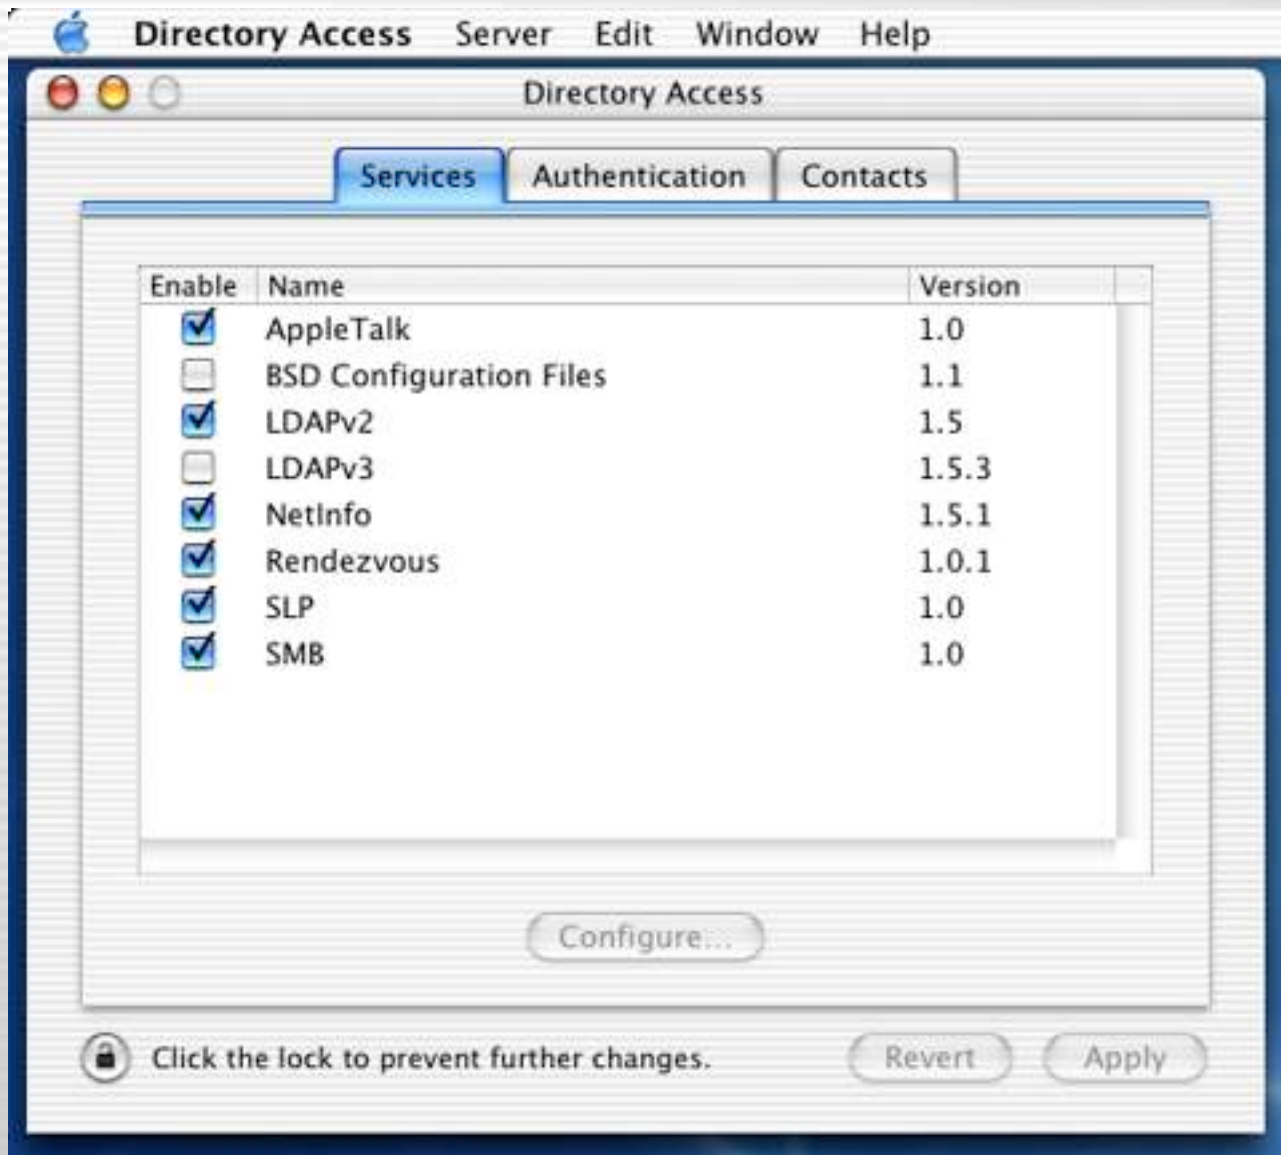 Directory Access Server Edit Window Help
Directory Access
Services Authentication Contacts
Enable Name Version
AppleTalk 1.0
BSD Configuration Files 1.1
LDAPv2 1.5
LDAPv3 1.5.3
NetInfo 1.5.1
Rendezvous 1.0.1
SLP 1.0
SMB 1.0
Configure...
Click the lock to prevent further changes. Revert Apply